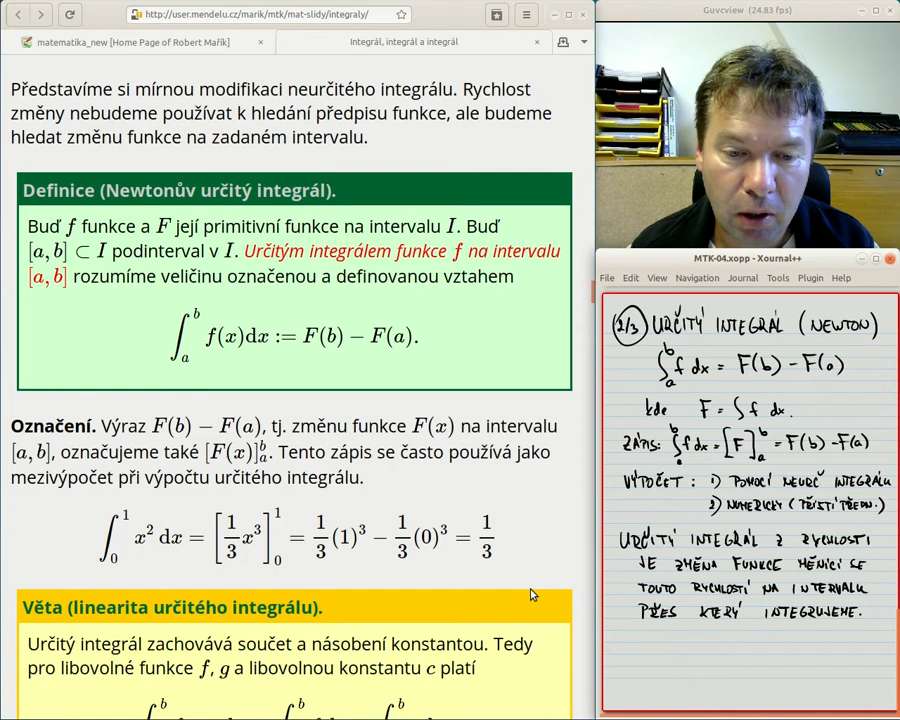 http://user.mendelu.cz/marik/mtk/mat-slidy/integraly/
matematika_new [Home Page of Robert Mařík]
Integrál, integrál a integrál
Představíme si mírnou modifikaci neurčitého integrálu. Rychlost
změny nebudeme používat k hledání předpisu funkce, ale budeme
hledat změnu funkce na zadaném intervalu.
Definice (Newtonův určitý integrál).
Buď f funkce a F její primitivní funkce na intervalu I. Buď
[a, b] ⊂ I podinterval v I. Určitým integrálem funkce f na intervalu
[a, b] rozumíme veličinu označenou a definovanou vztahem
∫_a^b f(x)dx := F(b) − F(a).
Označení. Výraz F(b) − F(a), tj. změnu funkce F(x) na intervalu
[a, b], označujeme také [F(x)]_a^b. Tento zápis se často používá jako
mezivýpočet při výpočtu určitého integrálu.
∫_0^1 x² dx = [1/3 x³]_0^1 = 1/3 (1)³ − 1/3 (0)³ = 1/3
Věta (linearita určitého integrálu).
Určitý integrál zachovává součet a násobení konstantou. Tedy
pro libovolné funkce f, g a libovolnou konstantu c platí
Guvcview (24.83 fps)
MTK-04.xopp - Xournal++
File Edit View Navigation Journal Tools Plugin Help
2/3 URČITÝ INTEGRÁL (NEWTON)
∫_a^b f dx = F(b) - F(a)
kde F = ∫ f dx.
ZÁPIS: ∫_a^b f dx = [F]_a^b = F(b) - F(a)
VÝPOČET : 1) POMOCÍ NEURČ INTEGRÁLU
2) NUMERICKY (PŘÍŠTÍ PŘEDN.)
URČITÝ INTEGRÁL Z RYCHLOSTI
JE ZMĚNA FUNKCE MĚNÍCÍ SE
TOUTO RYCHLOSTÍ NA INTERVALU
PŘES KTERÝ INTEGRUJEME.